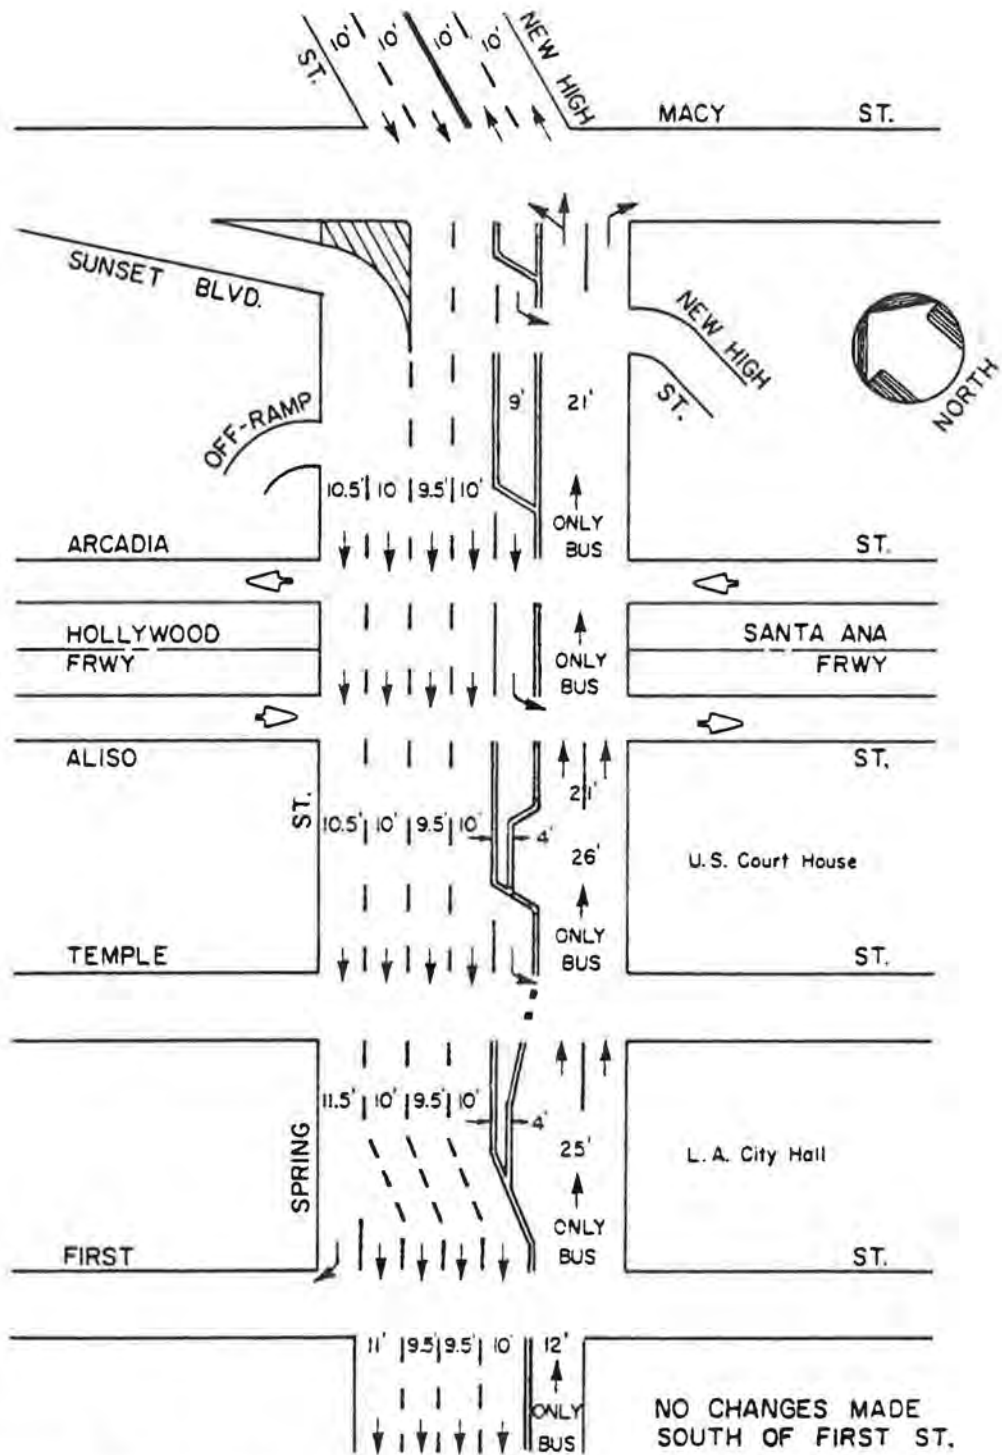 10' 10' 10' 10'
ST.
NEW HIGH
MACY ST.
SUNSET BLVD.
NEW HIGH
ST.
NORTH
OFF-RAMP
9' 21'
10.5' 10' 9.5' 10'
ONLY
BUS
ARCADIA ST.
HOLLYWOOD SANTA ANA
FRWY FRWY
ONLY
BUS
ALISO ST.
ST.
21'
10.5' 10' 9.5' 10' 4'
26'
U.S. Court House
ONLY
BUS
TEMPLE ST.
11.5' 10' 9.5' 10' 4'
25'
SPRING
L. A. City Hall
ONLY
BUS
FIRST ST.
11' 9.5' 9.5' 10' 12'
ONLY
BUS
NO CHANGES MADE
SOUTH OF FIRST ST.